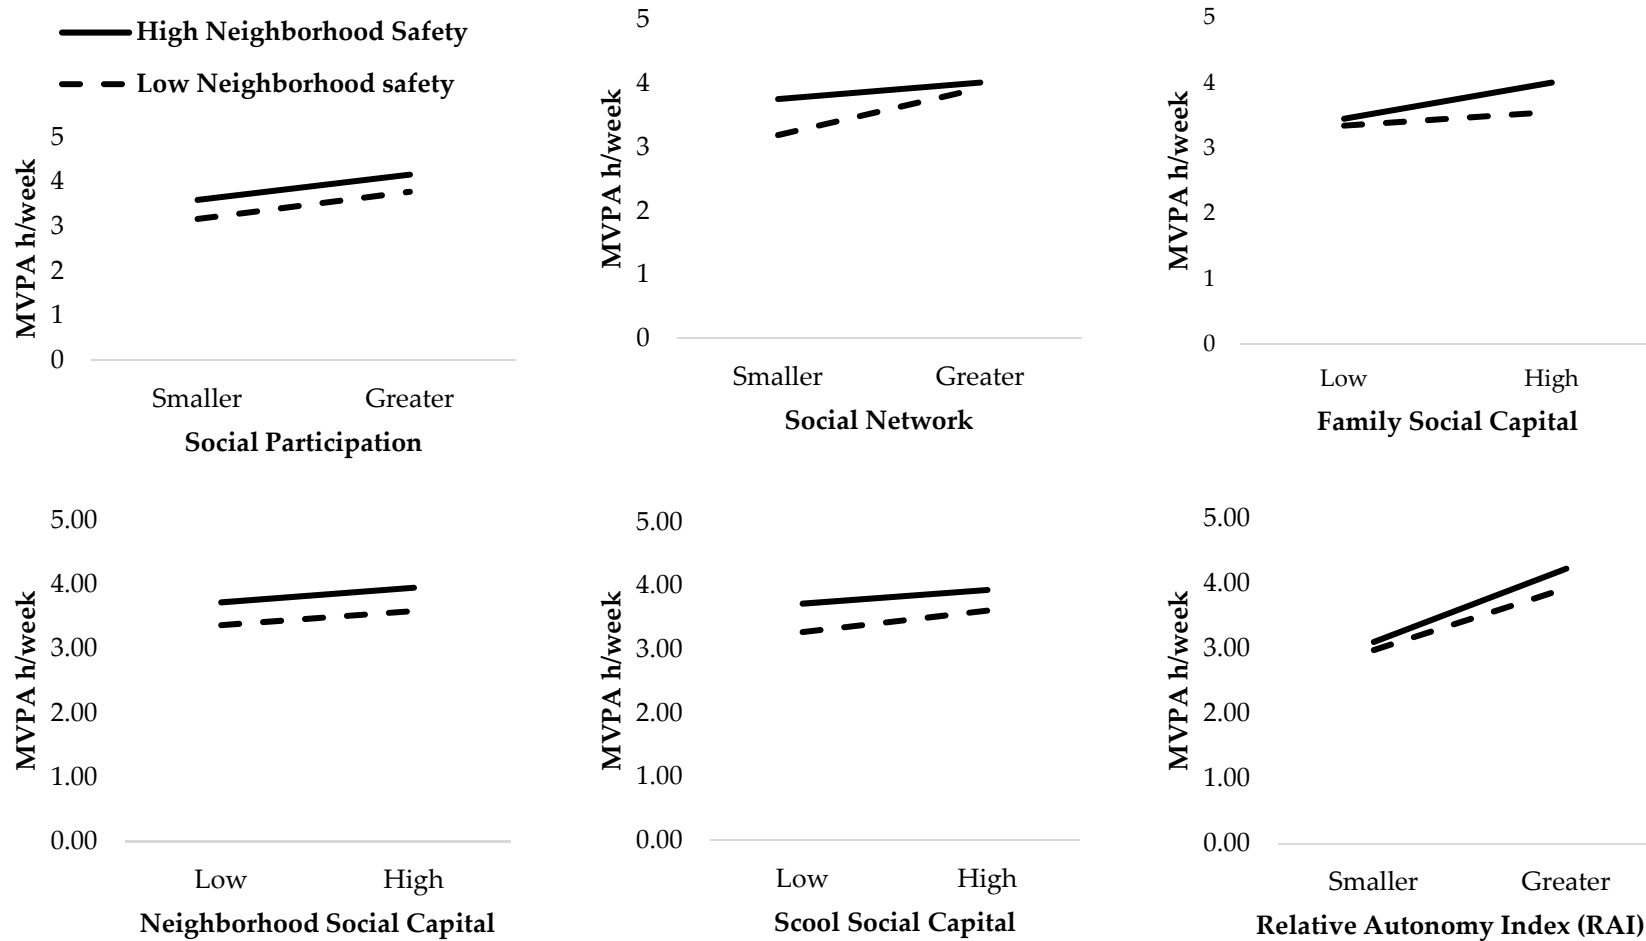 High Neighborhood Safety
Low Neighborhood safety
MVPA h/week
5
4
3
2
1
0
Smaller Greater
Social Participation
MVPA h/week
5
4
3
2
1
0
Smaller Greater
Social Network
MVPA h/week
5
4
3
2
1
0
Low High
Family Social Capital
MVPA h/week
5.00
4.00
3.00
2.00
1.00
0.00
Low High
Neighborhood Social Capital
MVPA h/week
5.00
4.00
3.00
2.00
1.00
0.00
Low High
Scool Social Capital
MVPA h/week
5.00
4.00
3.00
2.00
1.00
0.00
Smaller Greater
Relative Autonomy Index (RAI)